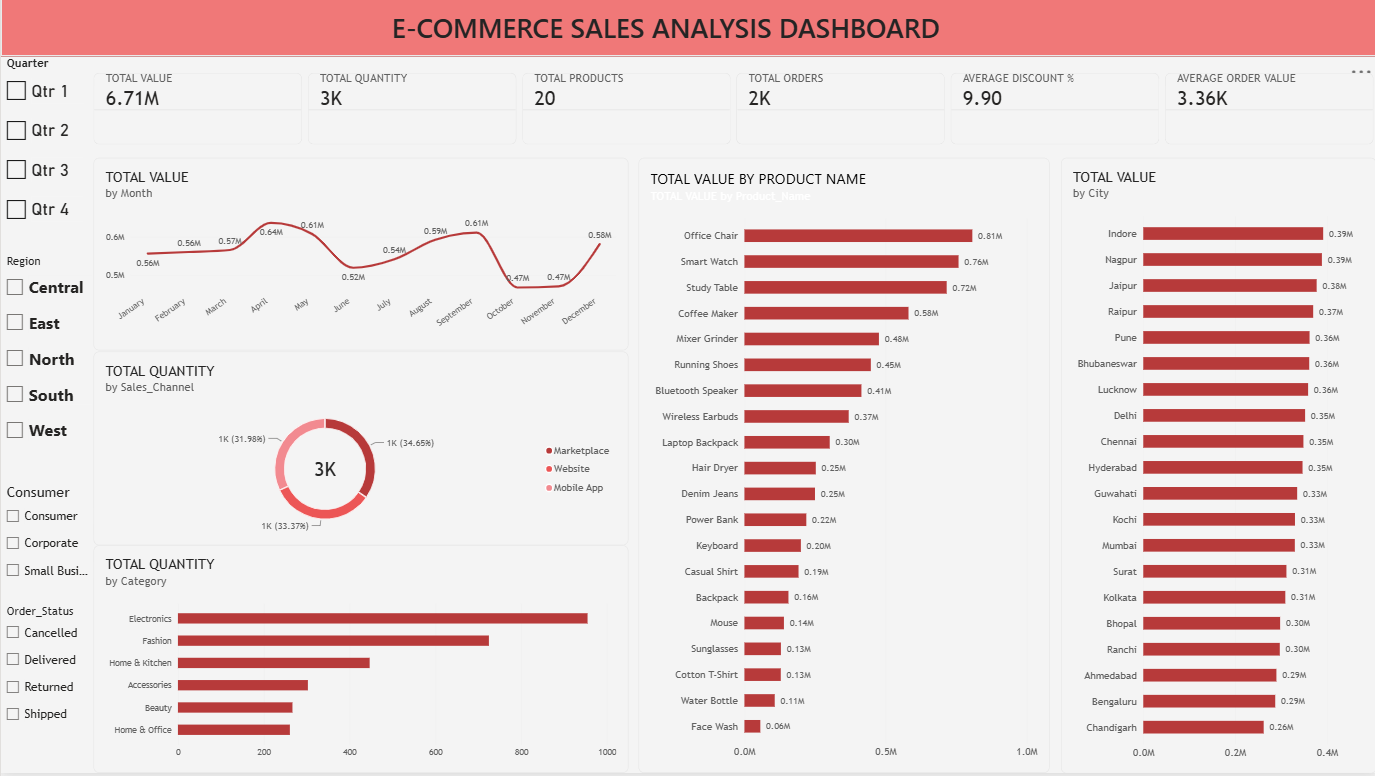 E-COMMERCE SALES ANALYSIS DASHBOARD
Quarter
Qtr 1
Qtr 2
Qtr 3
Qtr 4
Region
Central
East
North
South
West
Consumer
Consumer
Corporate
Small Busi...
Order_Status
Cancelled
Delivered
Returned
Shipped
TOTAL VALUE
6.71M
TOTAL QUANTITY
3K
TOTAL PRODUCTS
20
TOTAL ORDERS
2K
AVERAGE DISCOUNT %
9.90
AVERAGE ORDER VALUE
3.36K
TOTAL VALUE
by Month
0.6M
0.5M
0.56M
0.56M
0.57M
0.64M
0.61M
0.52M
0.54M
0.59M
0.61M
0.47M
0.47M
0.58M
January
February
March
April
May
June
July
August
September
October
November
December
TOTAL QUANTITY
by Sales_Channel
1K (31.98%)
1K (34.65%)
3K
1K (33.37%)
Marketplace
Website
Mobile App
TOTAL QUANTITY
by Category
Electronics
Fashion
Home & Kitchen
Accessories
Beauty
Home & Office
0 200 400 600 800 1000
TOTAL VALUE BY PRODUCT NAME
TOTAL VALUE by Product_Name
Office Chair 0.81M
Smart Watch 0.76M
Study Table 0.72M
Coffee Maker 0.58M
Mixer Grinder 0.48M
Running Shoes 0.45M
Bluetooth Speaker 0.41M
Wireless Earbuds 0.37M
Laptop Backpack 0.30M
Hair Dryer 0.25M
Denim Jeans 0.25M
Power Bank 0.22M
Keyboard 0.20M
Casual Shirt 0.19M
Backpack 0.16M
Mouse 0.14M
Sunglasses 0.13M
Cotton T-Shirt 0.13M
Water Bottle 0.11M
Face Wash 0.06M
0.0M 0.5M 1.0M
TOTAL VALUE
by City
Indore 0.39M
Nagpur 0.39M
Jaipur 0.38M
Raipur 0.37M
Pune 0.36M
Bhubaneswar 0.36M
Lucknow 0.36M
Delhi 0.35M
Chennai 0.35M
Hyderabad 0.35M
Guwahati 0.33M
Kochi 0.33M
Mumbai 0.33M
Surat 0.31M
Kolkata 0.31M
Bhopal 0.30M
Ranchi 0.30M
Ahmedabad 0.29M
Bengaluru 0.29M
Chandigarh 0.26M
0.0M 0.2M 0.4M